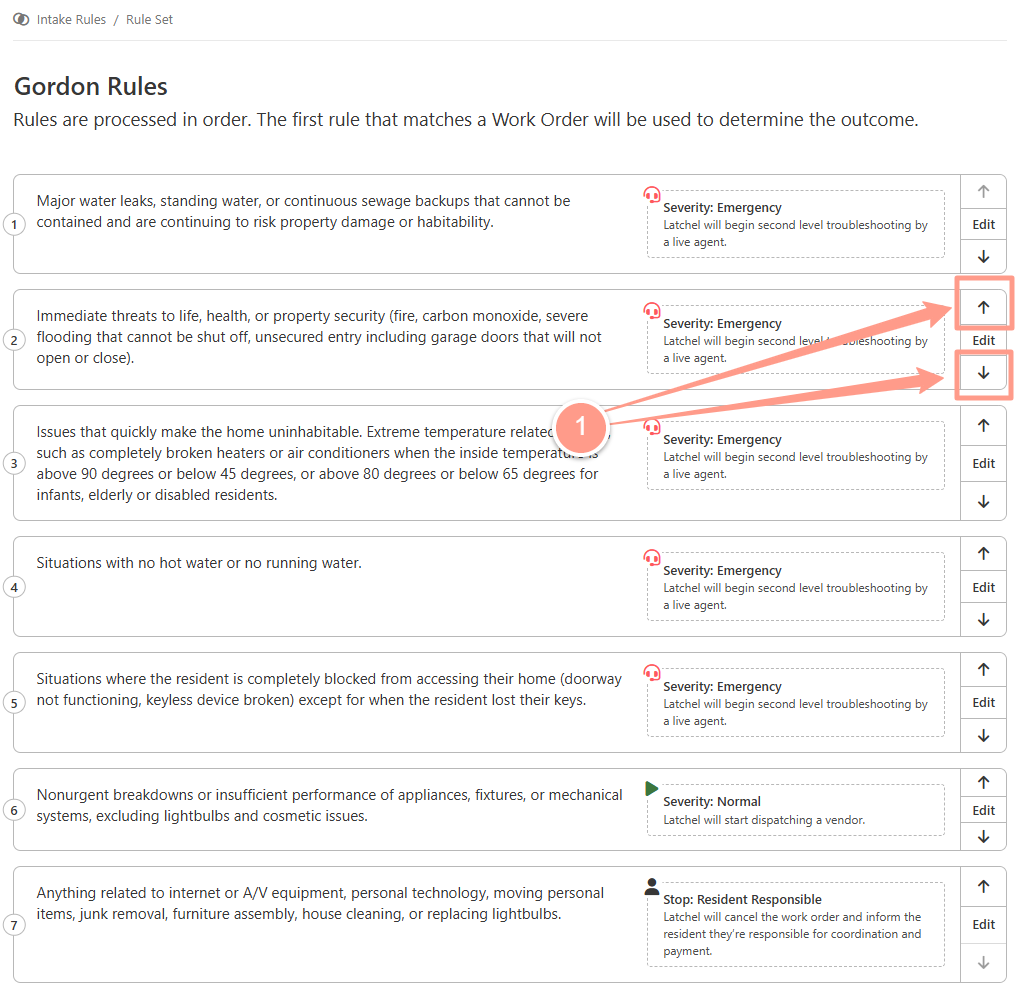 Intake Rules / Rule Set
Gordon Rules
Rules are processed in order. The first rule that matches a Work Order will be used to determine the outcome.
1
Major water leaks, standing water, or continuous sewage backups that cannot be
contained and are continuing to risk property damage or habitability.
Severity: Emergency
Latchel will begin second level troubleshooting by
a live agent.
↑
Edit
↓
2
Immediate threats to life, health, or property security (fire, carbon monoxide, severe
flooding that cannot be shut off, unsecured entry including garage doors that will not
open or close).
Severity: Emergency
Latchel will begin second level troubleshooting by
a live agent.
↑
Edit
↓
1
3
Issues that quickly make the home uninhabitable. Extreme temperature related
such as completely broken heaters or air conditioners when the inside temperature is
above 90 degrees or below 45 degrees, or above 80 degrees or below 65 degrees for
infants, elderly or disabled residents.
Severity: Emergency
Latchel will begin second level troubleshooting by
a live agent.
↑
Edit
↓
4
Situations with no hot water or no running water.
Severity: Emergency
Latchel will begin second level troubleshooting by
a live agent.
↑
Edit
↓
5
Situations where the resident is completely blocked from accessing their home (doorway
not functioning, keyless device broken) except for when the resident lost their keys.
Severity: Emergency
Latchel will begin second level troubleshooting by
a live agent.
↑
Edit
↓
6
Nonurgent breakdowns or insufficient performance of appliances, fixtures, or mechanical
systems, excluding lightbulbs and cosmetic issues.
Severity: Normal
Latchel will start dispatching a vendor.
↑
Edit
↓
7
Anything related to internet or A/V equipment, personal technology, moving personal
items, junk removal, furniture assembly, house cleaning, or replacing lightbulbs.
Stop: Resident Responsible
Latchel will cancel the work order and inform the
resident they're responsible for coordination and
payment.
↑
Edit
↓